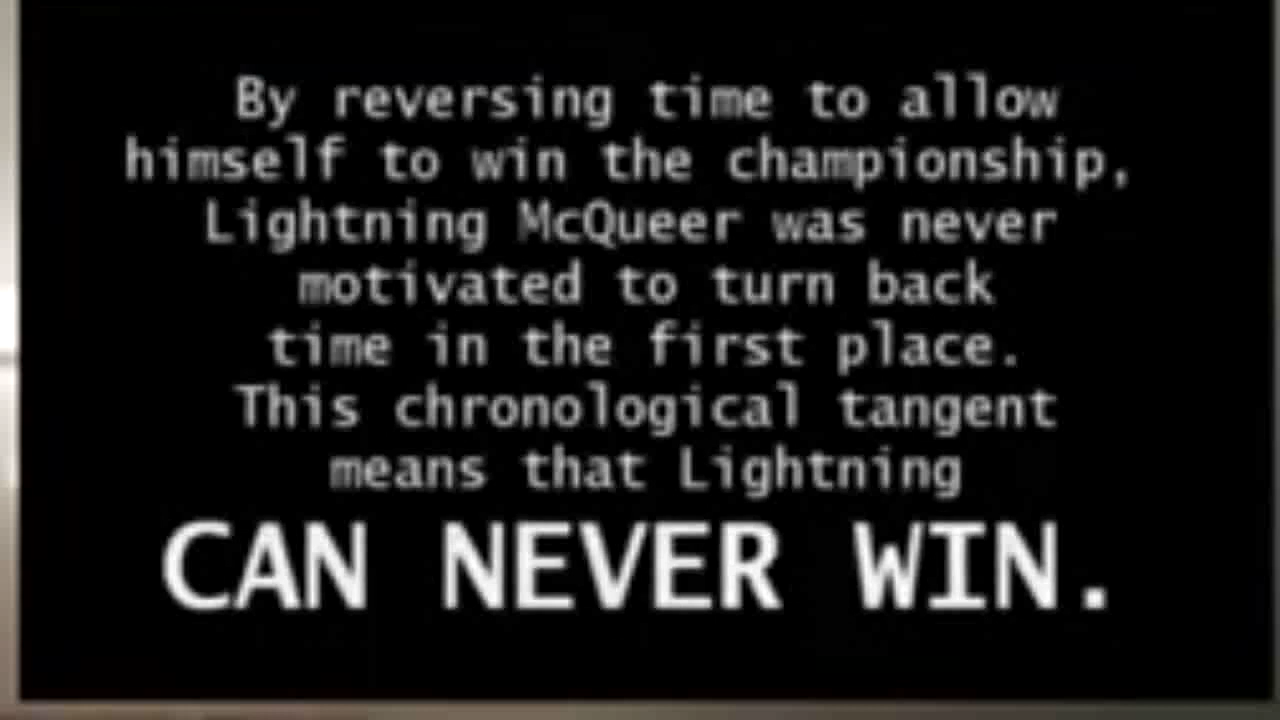 By reversing time to allow
himself to win the championship,
Lightning McQueer was never
motivated to turn back
time in the first place.
This chronological tangent
means that Lightning
CAN NEVER WIN.